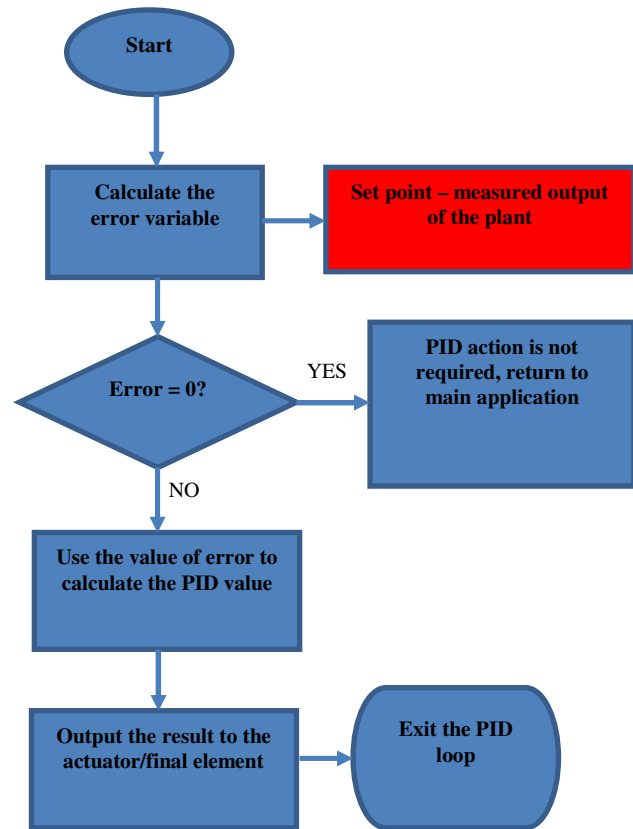 Start
Calculate the
error variable
Set point – measured output
of the plant
Error = 0?
YES
PID action is not
required, return to
main application
NO
Use the value of error to
calculate the PID value
Output the result to the
actuator/final element
Exit the PID
loop